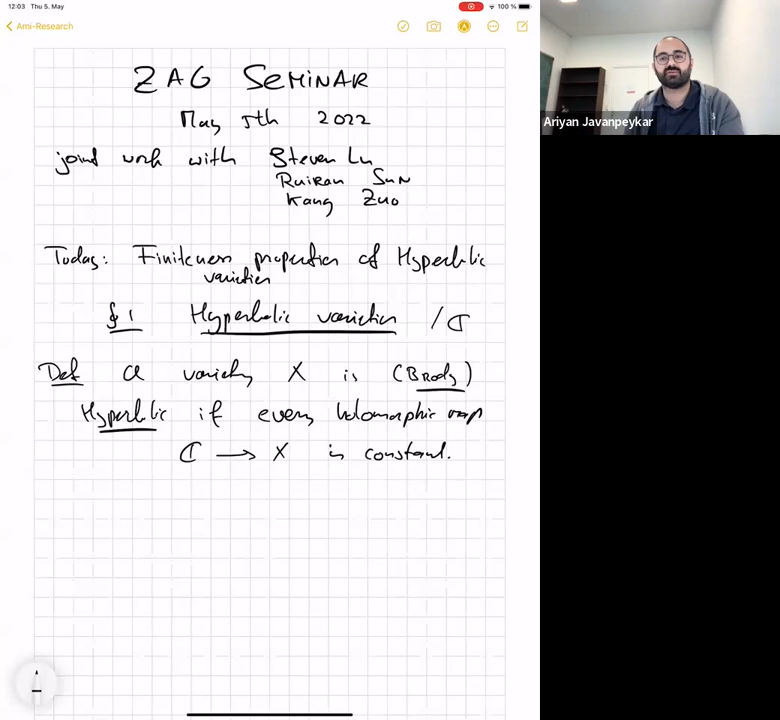 12:03 Thu 5. May
100 %
Ami-Research
ZAG SEMINAR
May 5th 2022
joint work with Steven Lu
Ruiran Sun
Kang Zuo
Today: Finiteness properties of Hyperbolic
varieties
§1 Hyperbolic varieties /ℂ
Def A variety X is (Brody)
Hyperbolic if every holomorphic map
ℂ → X is constant.
Ariyan Javanpeykar